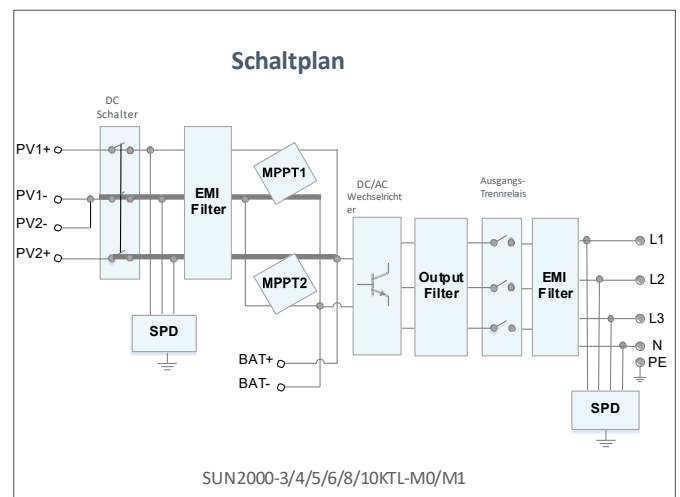 Schaltplan
DC
Schalter
PV1+
PV1-
PV2-
PV2+
EMI
Filter
MPPT1
MPPT2
SPD
BAT+
BAT-
DC/AC
Wechselricht
er
Output
Filter
Ausgangs-
Trennrelais
EMI
Filter
L1
L2
L3
N
PE
SPD
SUN2000-3/4/5/6/8/10KTL-M0/M1